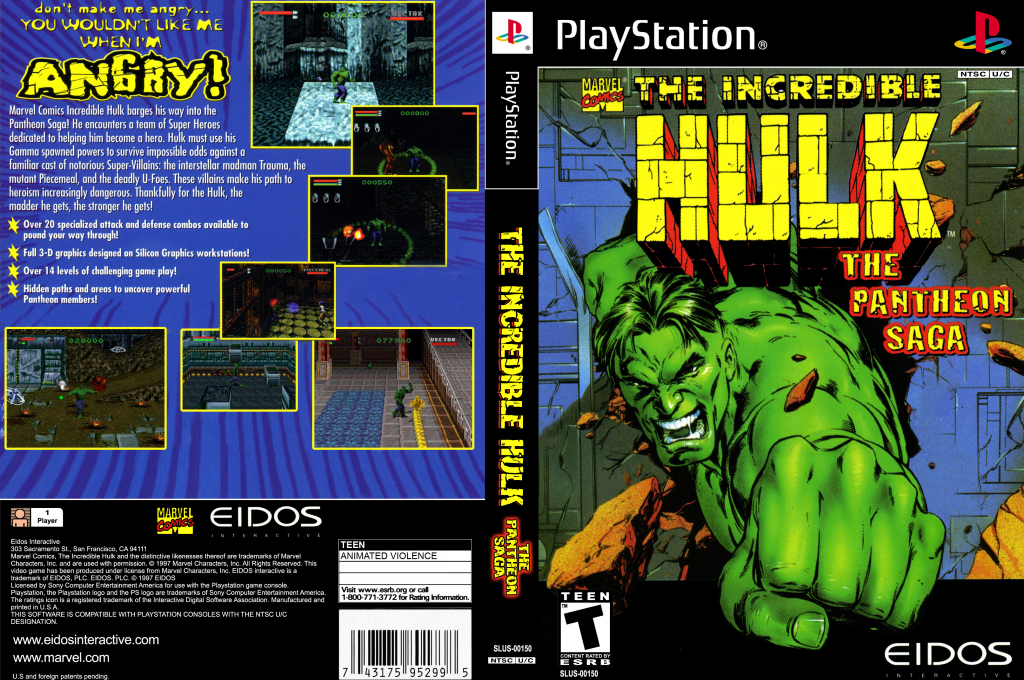 don't make me angry...
YOU WOULDN'T LIKE ME
WHEN I'M
ANGRY!
Marvel Comics Incredible Hulk barges his way into the
Pantheon Saga! He encounters a team of Super Heroes
dedicated to helping him become a hero. Hulk must use his
Gamma spawned powers to survive impossible odds against a
familiar cast of notorious Super-Villains: the interstellar madman Trauma, the
mutant Piecemeal, and the deadly U-Foes. These villains make his path to
heroism increasingly dangerous. Thankfully for the Hulk, the
madder he gets, the stronger he gets!
Over 20 specialized attack and defense combos available to
pound your way through!
Full 3-D graphics designed on Silicon Graphics workstations!
Over 14 levels of challenging game play!
Hidden paths and areas to uncover powerful
Pantheon members!
000800
000550
PIECEMEAL
028000
077900
VECTOR
1
Player
MARVEL
COMICS
EIDOS
INTERACTIVE
Eidos Interactive
303 Sacramento St., San Francisco, CA 94111
Marvel Comics, The Incredible Hulk and the distinctive likenesses thereof are trademarks of Marvel
Characters, Inc. and are used with permission. © 1997 Marvel Characters, Inc. All Rights Reserved. This
video game has been produced under license from Marvel Characters, Inc. EIDOS interactive is a
trademark of EIDOS, PLC. EIDOS. PLC. © 1997 EIDOS
Licensed by Sony Computer Entertainment America for use with the Playstation game console.
Playstation, the Playstation logo and the PS logo are trademarks of Sony Computer Entertainment America.
The ratings icon is a registered trademark of the Interactive Digital Software Association. Manufactured and
printed in U.S.A.
THIS SOFTWARE IS COMPATIBLE WITH PLAYSTATION CONSOLES WITH THE NTSC U/C
DESIGNATION.
www.eidosinteractive.com
www.marvel.com
U.S and foreign patents pending.
TEEN
ANIMATED VIOLENCE
Visit www.esrb.org or call
1-800-771-3772 for Rating Information.
7 43175 95299 5
PlayStation®
THE INCREDIBLE HULK
THE
PANTHEON
SAGA
SLUS-00150
NTSC U/C
PlayStation®
NTSC U/C
MARVEL
COMICS
THE INCREDIBLE
HULK™
THE
PANTHEON
SAGA
TEEN
T
™
CONTENT RATED BY
ESRB
SLUS-00150
EIDOS
INTERACTIVE